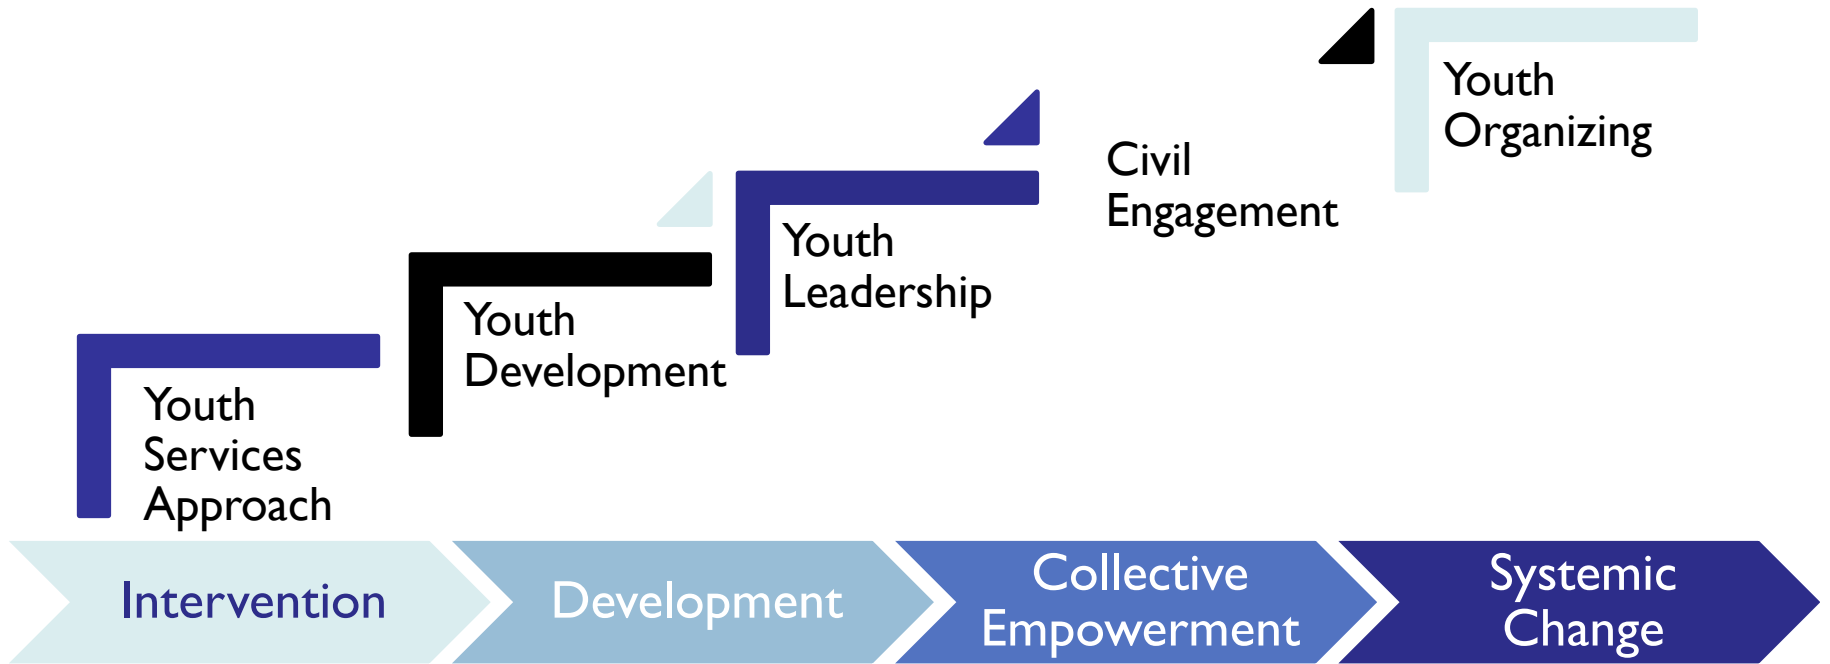 Youth
Services
Approach
Youth
Development
Youth
Leadership
Civil
Engagement
Youth
Organizing
Intervention
Development
Collective
Empowerment
Systemic
Change